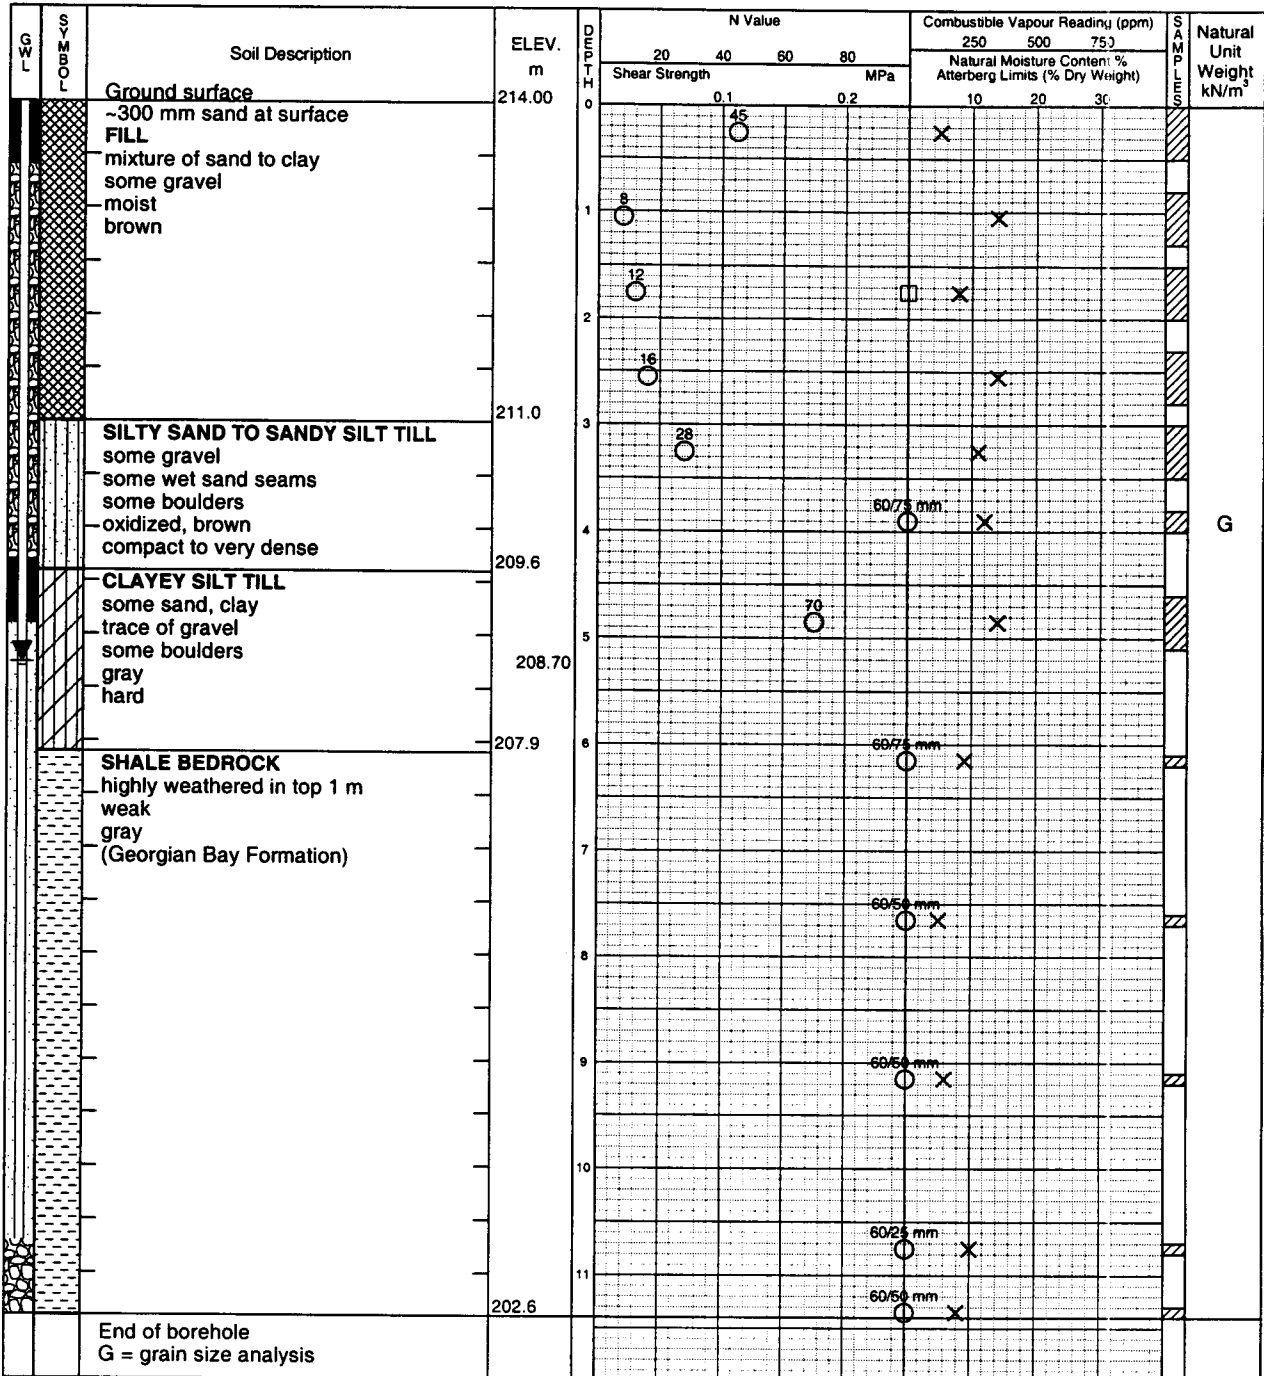 GWL
SYMBOL
Soil Description
ELEV.
m
DEPTH
N Value
20 40 60 80
Shear Strength MPa
0.1 0.2
Combustible Vapour Reading (ppm)
250 500 750
Natural Moisture Content %
Atterberg Limits (% Dry Weight)
10 20 30
SAMPLES
Natural
Unit
Weight
kN/m³
Ground surface
214.00
0
~300 mm sand at surface
FILL
mixture of sand to clay
some gravel
moist
brown
45
8
1
12
2
16
211.0
SILTY SAND TO SANDY SILT TILL
some gravel
some wet sand seams
some boulders
oxidized, brown
compact to very dense
3
28
60/75 mm
4
G
209.6
CLAYEY SILT TILL
some sand, clay
trace of gravel
some boulders
gray
hard
70
5
208.70
207.9
6
60/75 mm
SHALE BEDROCK
highly weathered in top 1 m
weak
gray
(Georgian Bay Formation)
7
60/50 mm
8
9
60/50 mm
10
60/25 mm
11
60/50 mm
202.6
End of borehole
G = grain size analysis